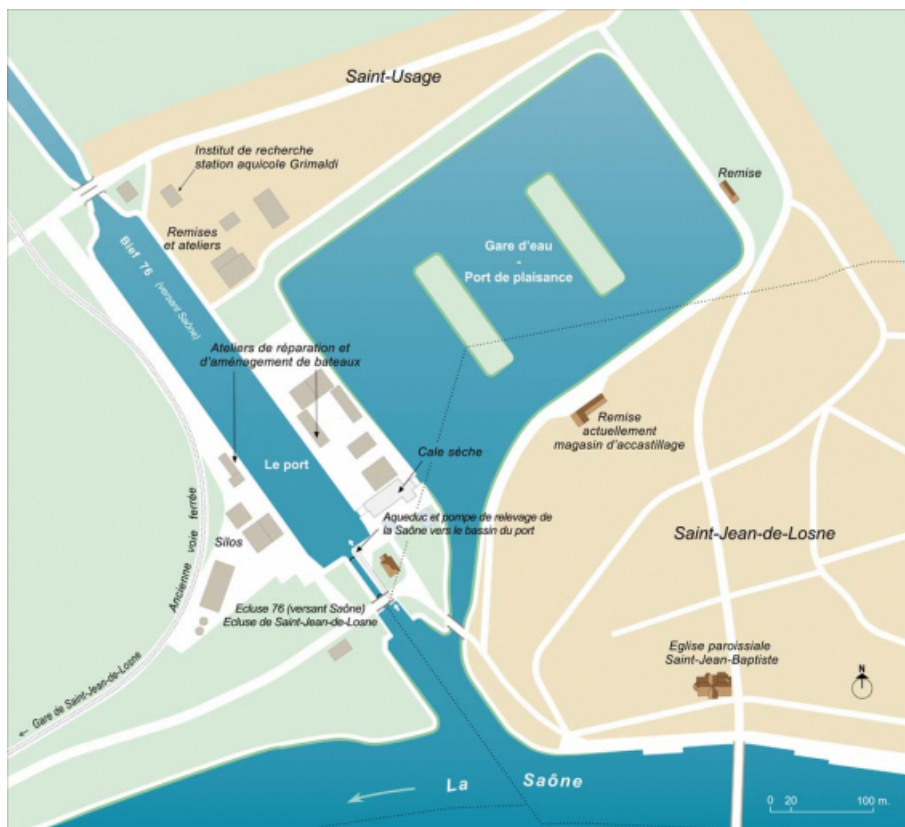 Saint-Usage
Institut de recherche
station aquicole Grimaldi
Remise
Remises
et ateliers
Bief 76
(versant Saône)
Gare d'eau
-
Port de plaisance
Ateliers de réparation et
d'aménagement de bateaux
Remise
actuellement
magasin d'accastillage
Cale sèche
Le port
Aqueduc et pompe de relevage de
la Saône vers le bassin du port
Saint-Jean-de-Losne
Silos
Ancienne voie ferrée
Ecluse 76 (versant Saône)
Ecluse de Saint-Jean-de-Losne
Eglise paroissiale
Saint-Jean-Baptiste
N
← Gare de Saint-Jean-de-Losne
La Saône
0 20 100 m.